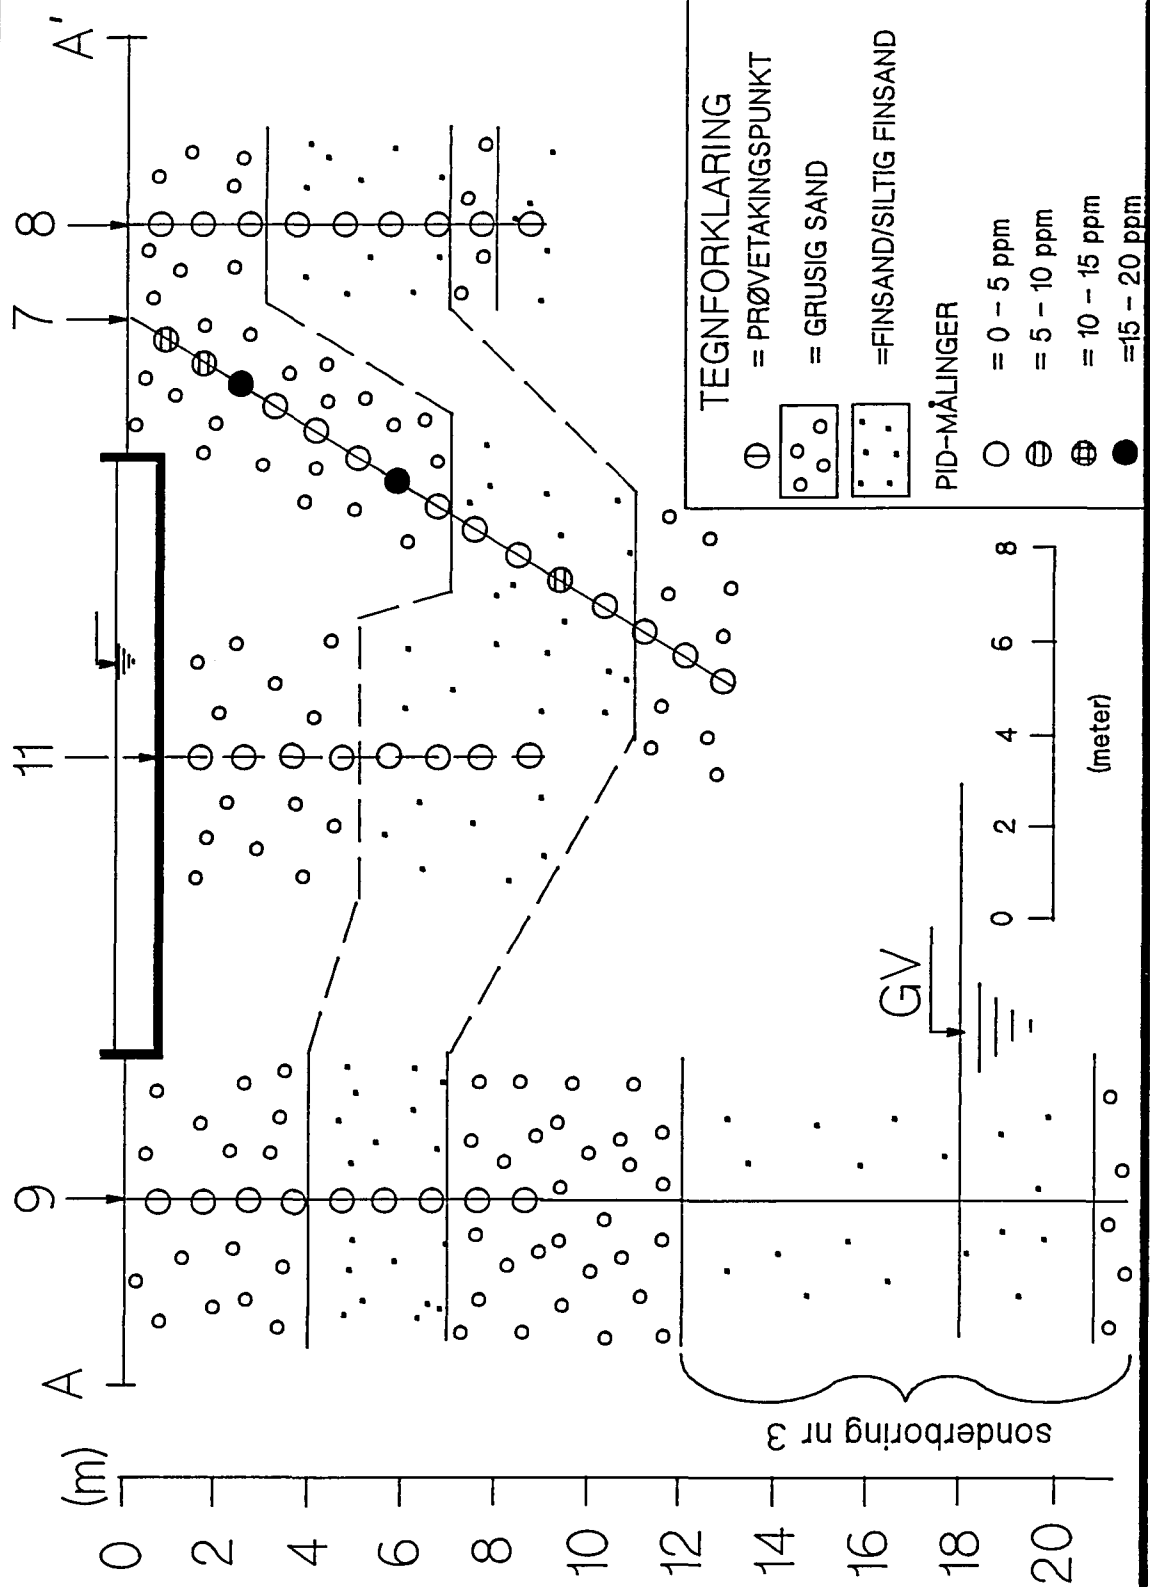 A
9
11
7
8
A'
(m)
0
2
4
6
8
10
12
14
16
18
20
sonderboring nr 3
GV
0
2
4
6
8
(meter)
TEGNFORKLARING
= PRØVETAKINGSPUNKT
= GRUSIG SAND
=FINSAND/SILTIG FINSAND
PID-MÅLINGER
= 0 - 5 ppm
= 5 - 10 ppm
= 10 - 15 ppm
=15 - 20 ppm